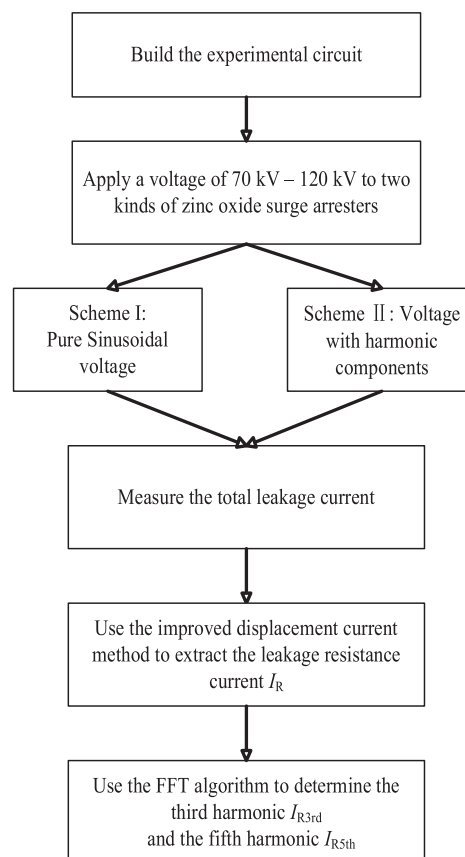 Build the experimental circuit
Apply a voltage of 70 kV – 120 kV to two
kinds of zinc oxide surge arresters
Scheme I:
Pure Sinusoidal
voltage
Scheme Ⅱ: Voltage
with harmonic
components
Measure the total leakage current
Use the improved displacement current
method to extract the leakage resistance
current I_R
Use the FFT algorithm to determine the
third harmonic I_R3rd
and the fifth harmonic I_R5th